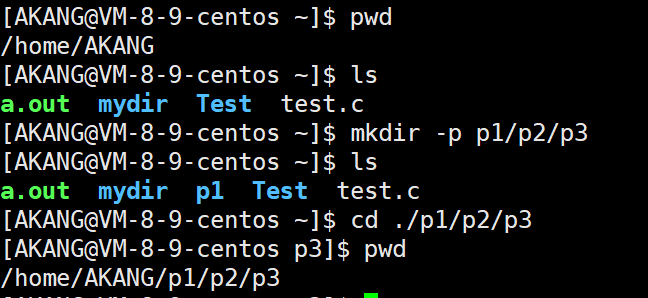 [AKANG@VM-8-9-centos ~]$ pwd
/home/AKANG
[AKANG@VM-8-9-centos ~]$ ls
a.out  mydir  Test  test.c
[AKANG@VM-8-9-centos ~]$ mkdir -p p1/p2/p3
[AKANG@VM-8-9-centos ~]$ ls
a.out  mydir  p1  Test  test.c
[AKANG@VM-8-9-centos ~]$ cd ./p1/p2/p3
[AKANG@VM-8-9-centos p3]$ pwd
/home/AKANG/p1/p2/p3